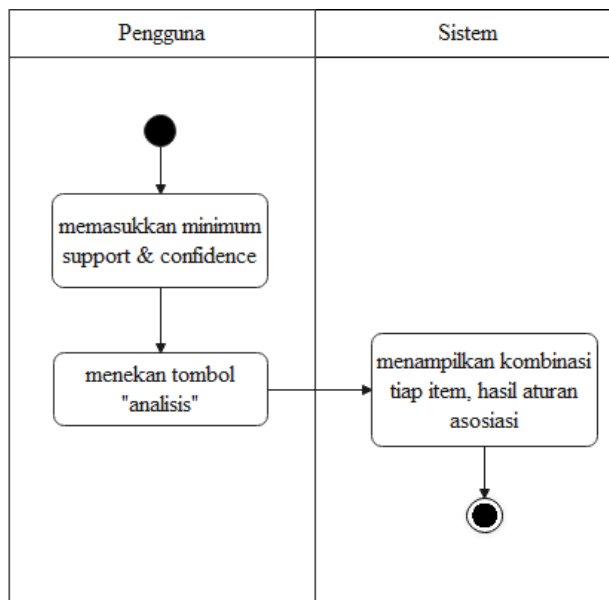 Pengguna
Sistem
memasukkan minimum
support & confidence
menekan tombol
"analisis"
menampilkan kombinasi
tiap item, hasil aturan
asosiasi